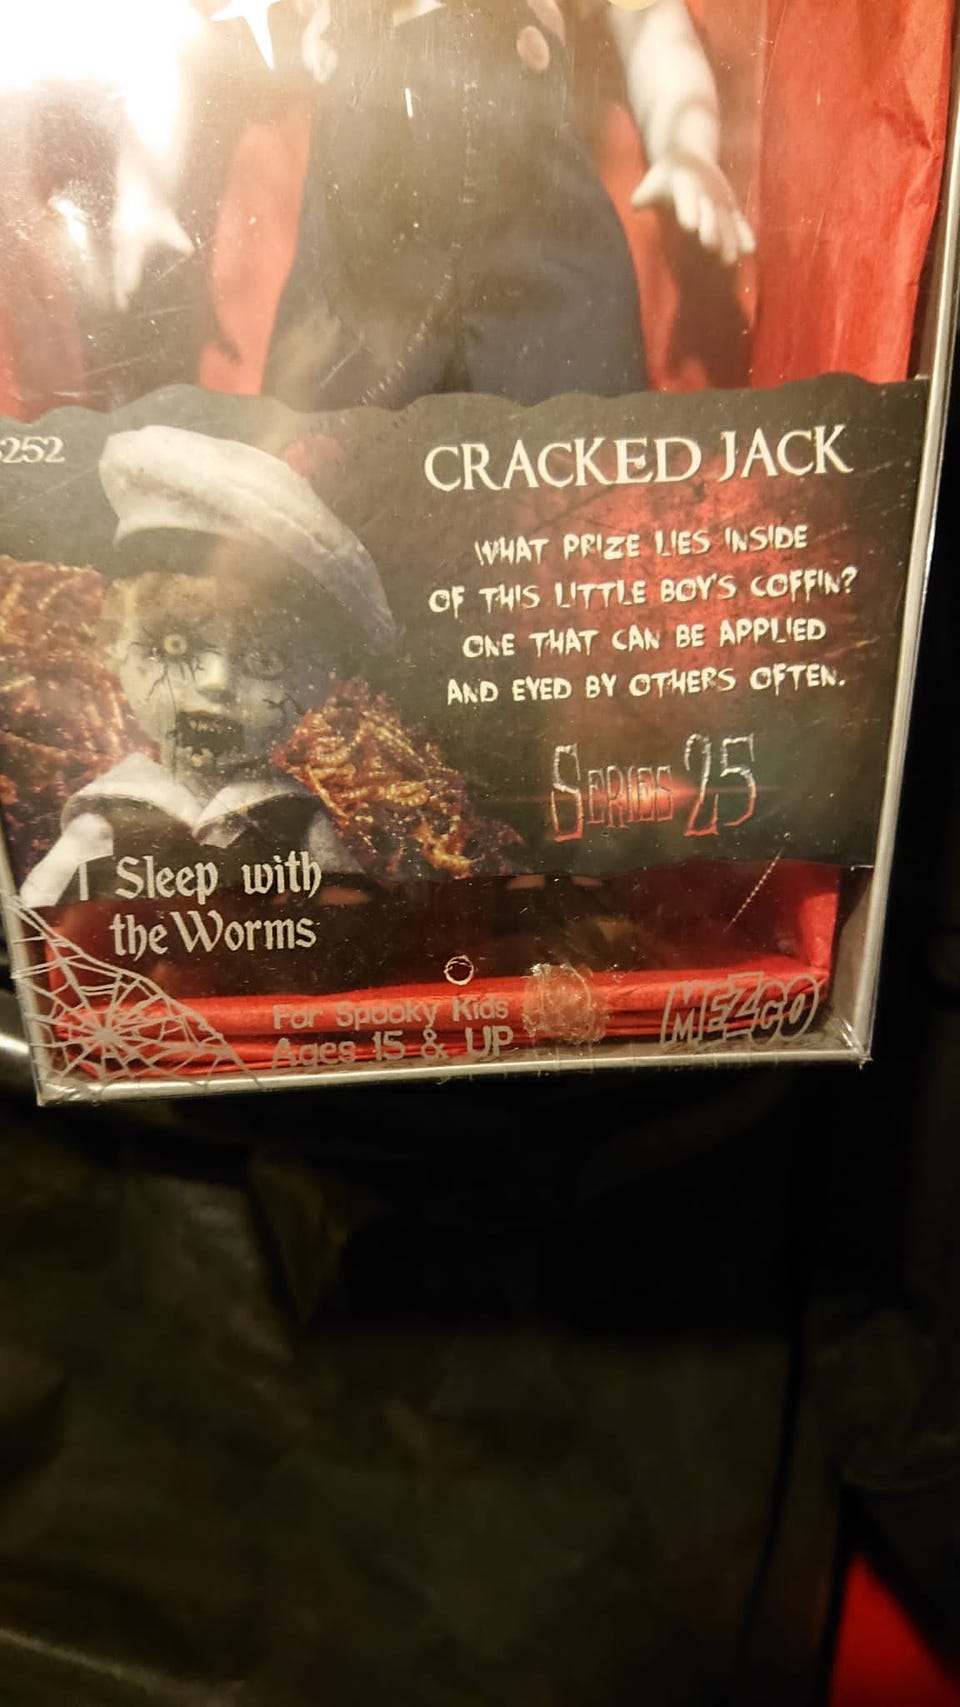 252
CRACKED JACK
WHAT PRIZE LIES INSIDE
OF THIS LITTLE BOY'S COFFIN?
ONE THAT CAN BE APPLIED
AND EYED BY OTHERS OFTEN.
SERIES 25
Sleep with
the Worms
For Spooky Kids
Ages 15 & UP
MEZCO